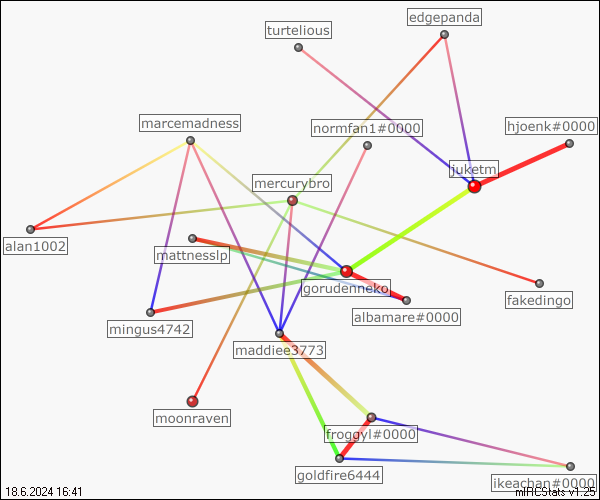 edgepanda
turtelious
marcemadness
normfan1#0000
hjoenk#0000
juketm
mercurybro
alan1002
mattnesslp
gorudenneko
fakedingo
albamare#0000
mingus4742
maddiee3773
moonraven
froggyl#0000
goldfire6444
ikeachan#0000
18.6.2024 16:41
mIRCStats v1.25